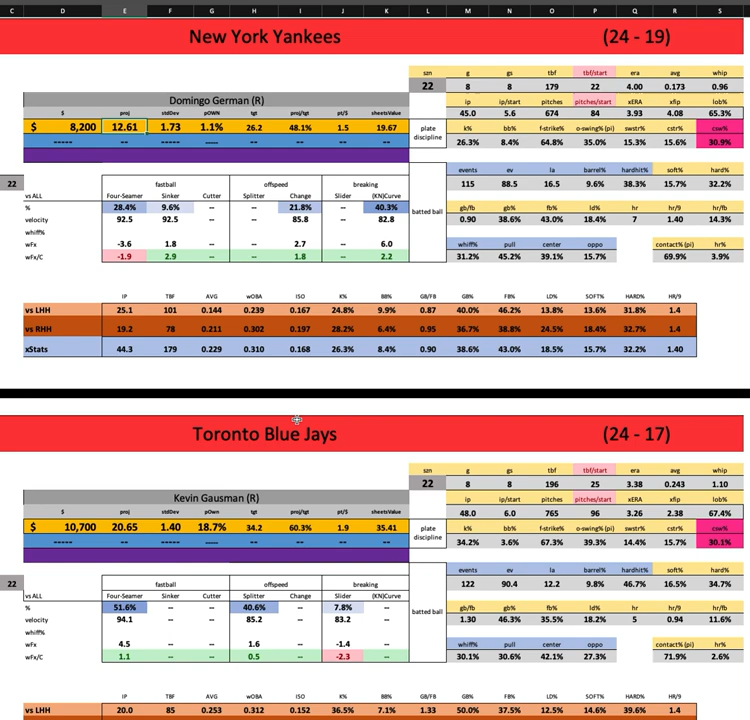 C D E F G H I J K L M N O P Q R S
New York Yankees (24 - 19)
szn g gs tbf tbf/start era avg whip
22 8 8 179 22 4.00 0.173 0.96
Domingo German (R) ip ip/start pitches pitches/start xERA xfip lob%
$ proj stdDev pOWN tgt proj/tgt pt/$ sheetsValue 45.0 5.6 674 84 3.93 4.08 65.3%
$ 8,200 12.61 1.73 1.1% 26.2 48.1% 1.5 19.67 plate discipline k% bb% f-strike% o-swing% (pi) swstr% cstr% csw%
----- -- -- ----- -- -- -- -- 26.3% 8.4% 64.8% 35.0% 15.3% 15.6% 30.9%
events ev la barrel% hardhit% soft% hard%
22 fastball offspeed breaking 115 88.5 16.5 9.6% 38.3% 15.7% 32.2%
vs ALL Four-Seamer Sinker Cutter Splitter Change Slider (KN)Curve
% 28.4% 9.6% -- -- 21.8% -- 40.3% batted ball gb/fb gb% fb% ld% hr hr/9 hr/fb
velocity 92.5 92.5 -- -- 85.8 -- 82.8 0.90 38.6% 43.0% 18.4% 7 1.40 14.3%
whiff%
wFx -3.6 1.8 -- -- 2.7 -- 6.0 whiff% pull center oppo contact% (pi) hr%
wFx/C -1.9 2.9 -- -- 1.8 -- 2.2 31.2% 45.2% 39.1% 15.7% 69.9% 3.9%
IP TBF AVG wOBA ISO K% BB% GB/FB GB% FB% LD% SOFT% HARD% HR/9
vs LHH 25.1 101 0.144 0.239 0.167 24.8% 9.9% 0.87 40.0% 46.2% 13.8% 13.6% 31.8% 1.4
vs RHH 19.2 78 0.211 0.302 0.197 28.2% 6.4% 0.95 36.7% 38.8% 24.5% 18.4% 32.7% 1.4
xStats 44.3 179 0.229 0.310 0.168 26.3% 8.4% 0.90 38.6% 43.0% 18.5% 15.7% 32.2% 1.40
Toronto Blue Jays (24 - 17)
szn g gs tbf tbf/start era avg whip
22 8 8 196 25 3.38 0.243 1.10
Kevin Gausman (R) ip ip/start pitches pitches/start xERA xfip lob%
$ proj stdDev pOwn tgt proj/tgt pt/$ sheetsValue 48.0 6.0 765 96 3.26 2.38 67.4%
$ 10,700 20.65 1.40 18.7% 34.2 60.3% 1.9 35.41 plate discipline k% bb% f-strike% o-swing% (pi) swstr% cstr% csw%
----- -- -- ----- -- -- -- -- 34.2% 3.6% 67.3% 39.3% 14.4% 15.7% 30.1%
events ev la barrel% hardhit% soft% hard%
22 fastball offspeed breaking 122 90.4 12.2 9.8% 46.7% 16.5% 34.7%
vs ALL Four-Seamer Sinker Cutter Splitter Change Slider (KN)Curve
% 51.6% -- -- 40.6% -- 7.8% -- batted ball gb/fb gb% fb% ld% hr hr/9 hr/fb
velocity 94.1 -- -- 85.2 -- 83.2 -- 1.30 46.3% 35.5% 18.2% 5 0.94 11.6%
whiff%
wFx 4.5 -- -- 1.6 -- -1.4 -- whiff% pull center oppo contact% (pi) hr%
wFx/C 1.1 -- -- 0.5 -- -2.3 -- 30.1% 30.6% 42.1% 27.3% 71.9% 2.6%
IP TBF AVG wOBA ISO K% BB% GB/FB GB% FB% LD% SOFT% HARD% HR/9
vs LHH 20.0 85 0.253 0.312 0.152 36.5% 7.1% 1.33 50.0% 37.5% 12.5% 14.6% 39.6% 1.4